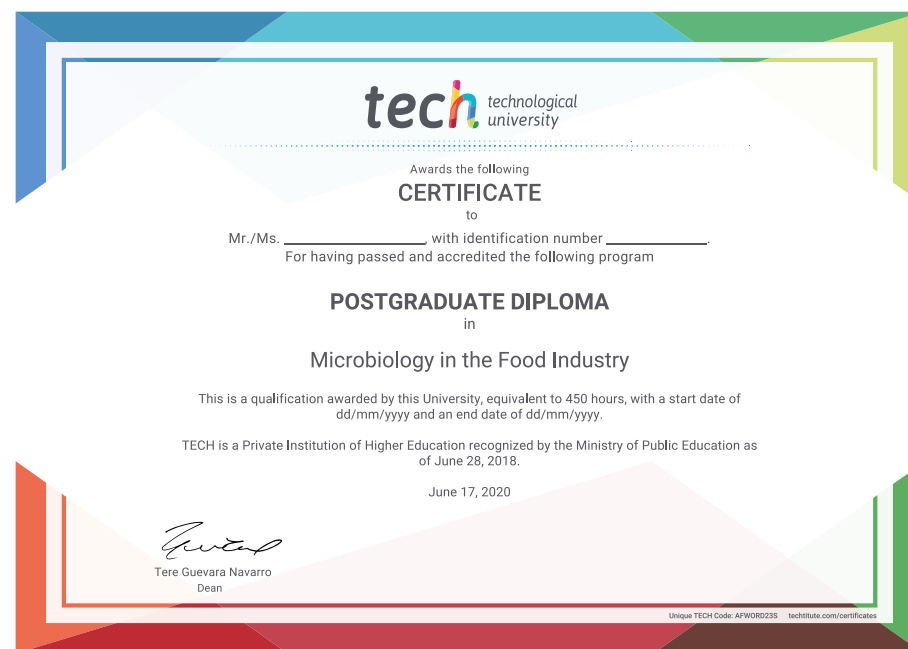 tech technological
university
Awards the following
CERTIFICATE
to
Mr./Ms. ____________________, with identification number ______________.
For having passed and accredited the following program
POSTGRADUATE DIPLOMA
in
Microbiology in the Food Industry
This is a qualification awarded by this University, equivalent to 450 hours, with a start date of
dd/mm/yyyy and an end date of dd/mm/yyyy.
TECH is a Private Institution of Higher Education recognized by the Ministry of Public Education as
of June 28, 2018.
June 17, 2020
Tere Guevara Navarro
Dean
Unique TECH Code: AFWORD23S techtitute.com/certificates